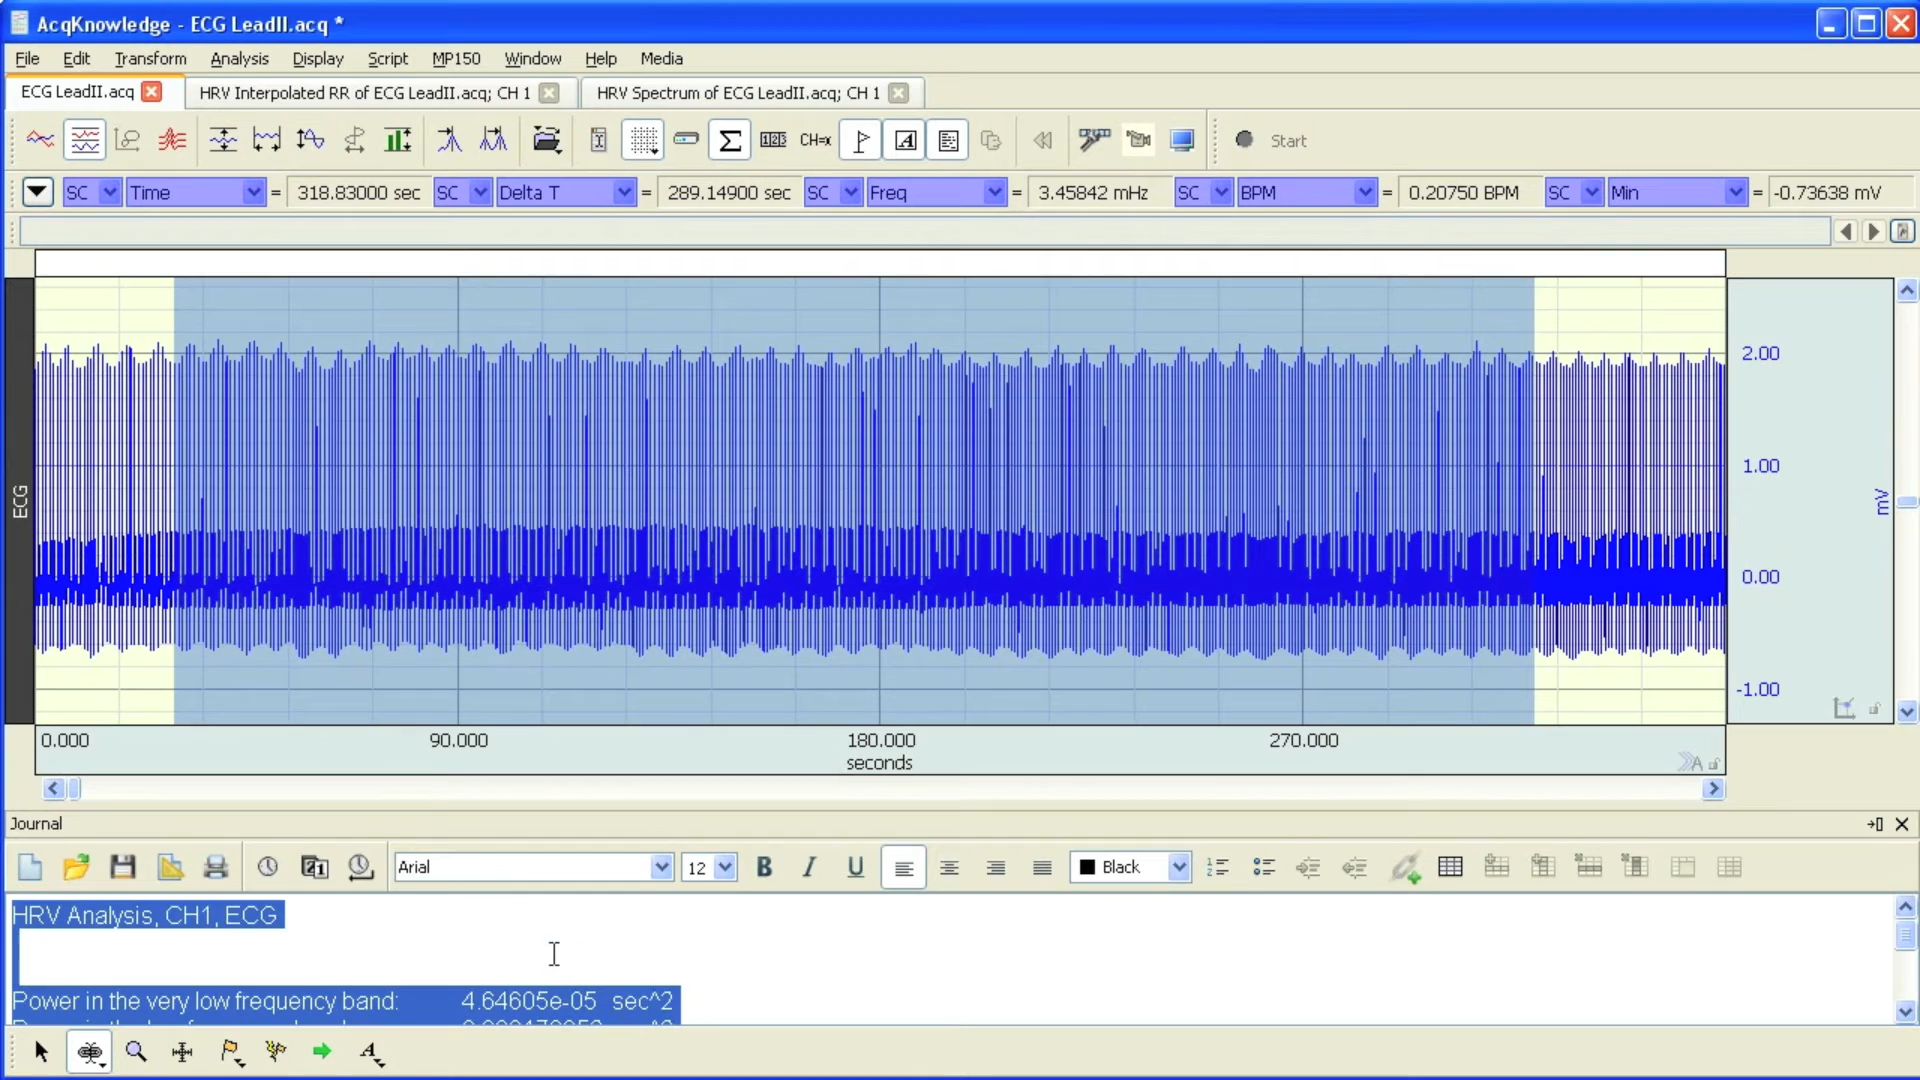 AcqKnowledge - ECG LeadII.acq *
File Edit Transform Analysis Display Script MP150 Window Help Media
ECG LeadII.acq HRV Interpolated RR of ECG LeadII.acq; CH 1 HRV Spectrum of ECG LeadII.acq; CH 1
CH=x Start
SC Time = 318.83000 sec SC Delta T = 289.14900 sec SC Freq = 3.45842 mHz SC BPM = 0.20750 BPM SC Min = -0.73638 mV
2.00
1.00
ECG
mV
0.00
-1.00
0.000 90.000 180.000 270.000
seconds
Journal
Arial 12 B I U Black
HRV Analysis, CH1, ECG
Power in the very low frequency band: 4.64605e-05 sec^2